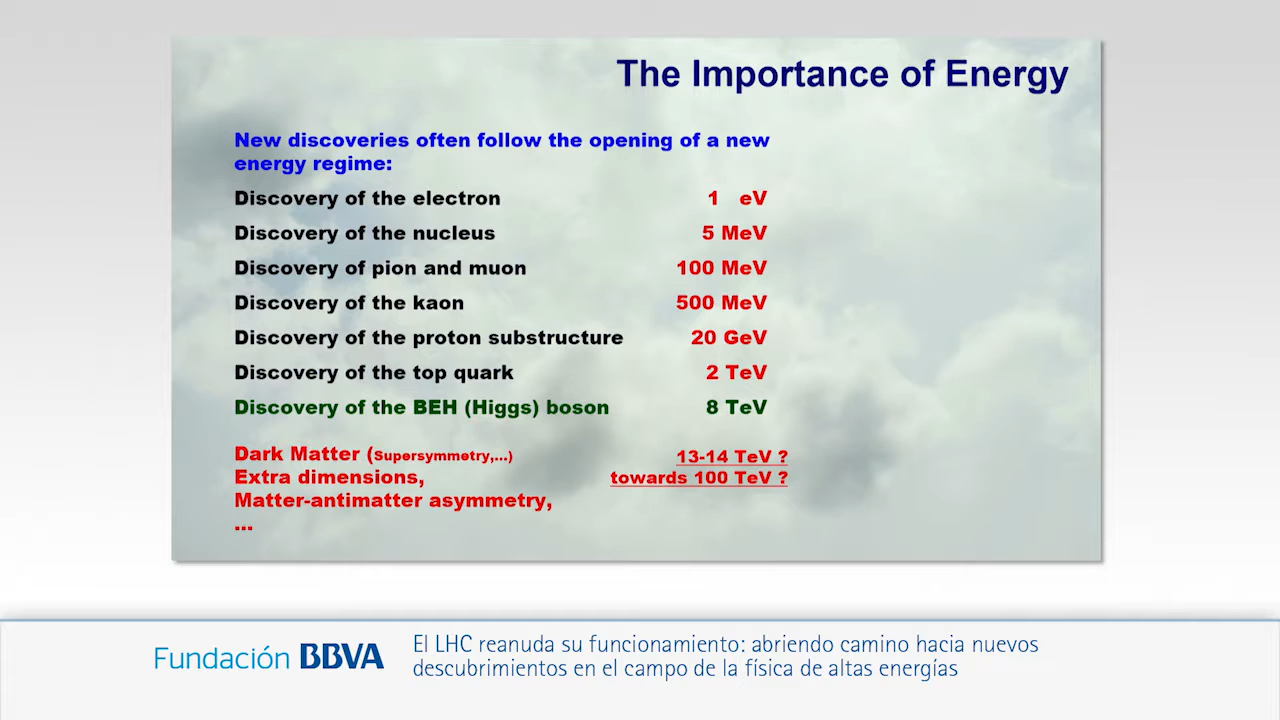 The Importance of Energy
New discoveries often follow the opening of a new
energy regime:
Discovery of the electron 1 eV
Discovery of the nucleus 5 MeV
Discovery of pion and muon 100 MeV
Discovery of the kaon 500 MeV
Discovery of the proton substructure 20 GeV
Discovery of the top quark 2 TeV
Discovery of the BEH (Higgs) boson 8 TeV
Dark Matter (Supersymmetry,...) 13-14 TeV ?
Extra dimensions, towards 100 TeV ?
Matter-antimatter asymmetry,
...
Fundación BBVA
El LHC reanuda su funcionamiento: abriendo camino hacia nuevos
descubrimientos en el campo de la física de altas energías